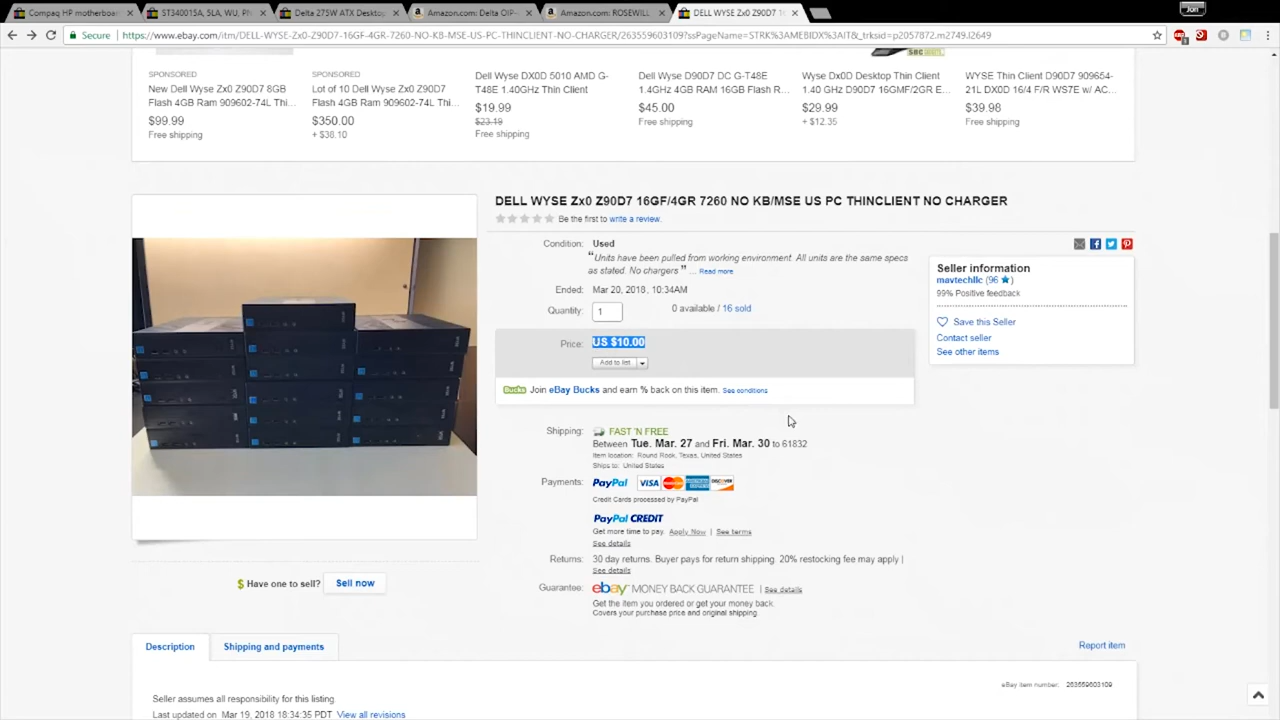 Compaq HP motherboar
ST340015A, 5LA, WU, PN
Delta 275W ATX Desktop
Amazon.com: Delta OIP-
Amazon.com: ROSEWILL
DELL WYSE Zx0 Z90D7 16
Jon
Secure
https://www.ebay.com/itm/DELL-WYSE-Zx0-Z90D7-16GF-4GR-7260-NO-KB-MSE-US-PC-THINCLIENT-NO-CHARGER/263559603109?ssPageName=STRK%3AMEBIDX%3AIT&_trksid=p2057872.m2749.l2649
SPONSORED
New Dell Wyse Z90D7 8GB
Flash 4GB Ram 909602-74L Thi...
$99.99
Free shipping
SPONSORED
Lot of 10 Dell Wyse Z90D7
Flash 4GB Ram 909602-74L Thi...
$350.00
+ $38.10
Dell Wyse DX0D 5010 AMD G-
T48E 1.40GHz Thin Client
$19.99
$23.19
Free shipping
Dell Wyse D90D7 DC G-T48E
1.4GHz 4GB RAM 16GB Flash R...
$45.00
Free shipping
Wyse Dx0D Desktop Thin Client
1.40 GHz D90D7 16GMF/2GR E...
$29.99
+ $12.35
WYSE Thin Client D90D7 909654-
21L DX0D 16/4 F/R WS7E w/ AC...
$39.98
Free shipping
DELL WYSE Zx0 Z90D7 16GF/4GR 7260 NO KB/MSE US PC THINCLIENT NO CHARGER
Be the first to write a review.
Condition: Used
“Units have been pulled from working environment. All units are the same specs
as stated. No chargers ” ... Read more
Ended: Mar 20, 2018, 10:34AM
Quantity: 1 0 available / 16 sold
Price: US $10.00
Add to list
Bucks Join eBay Bucks and earn % back on this item. See conditions
Seller information
mavtechllc (96)
99% Positive feedback
Save this Seller
Contact seller
See other items
Shipping: FAST 'N FREE
Between Tue. Mar. 27 and Fri. Mar. 30 to 61832
Item location: Round Rock, Texas, United States
Ships to: United States
Payments: PayPal VISA MasterCard DISCOVER
Credit Cards processed by PayPal
PayPal CREDIT
Get more time to pay. Apply Now | See terms
See details
Returns: 30 day returns. Buyer pays for return shipping. 20% restocking fee may apply |
See details
Guarantee: ebay MONEY BACK GUARANTEE | See details
Get the item you ordered or get your money back.
Covers your purchase price and original shipping.
$ Have one to sell? Sell now
Description
Shipping and payments
Report item
eBay item number: 263559603109
Seller assumes all responsibility for this listing.
Last updated on Mar 19, 2018 18:34:35 PDT View all revisions